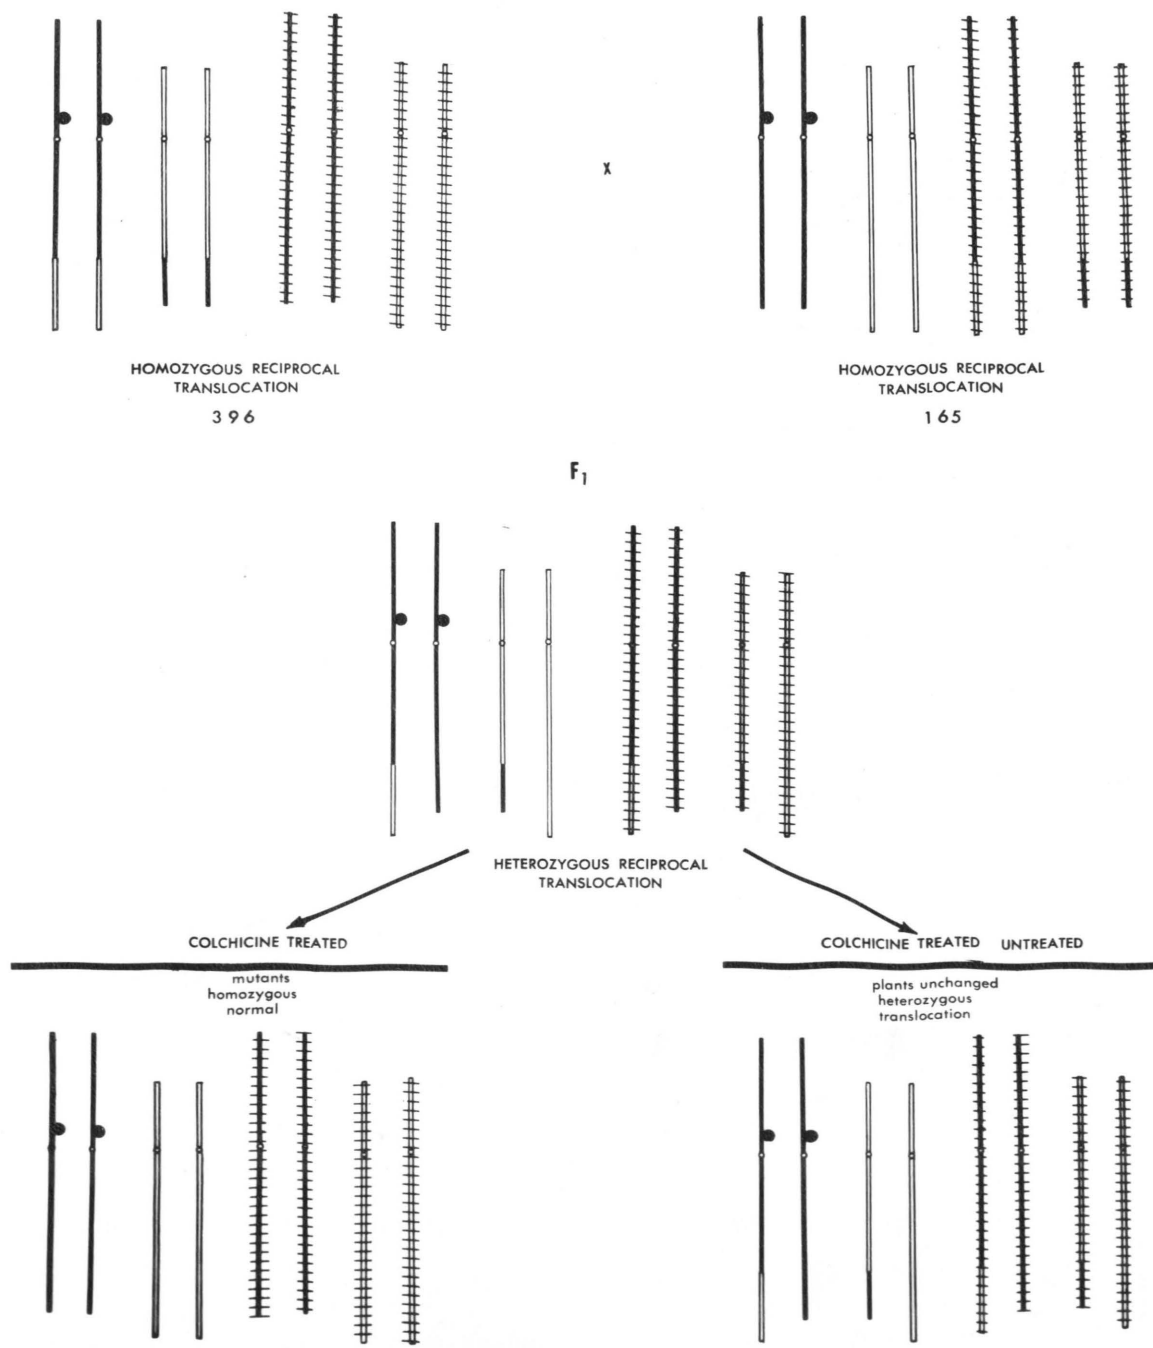 X
HOMOZYGOUS RECIPROCAL
TRANSLOCATION
396
HOMOZYGOUS RECIPROCAL
TRANSLOCATION
165
F1
HETEROZYGOUS RECIPROCAL
TRANSLOCATION
COLCHICINE TREATED
mutants
homozygous
normal
COLCHICINE TREATED UNTREATED
plants unchanged
heterozygous
translocation